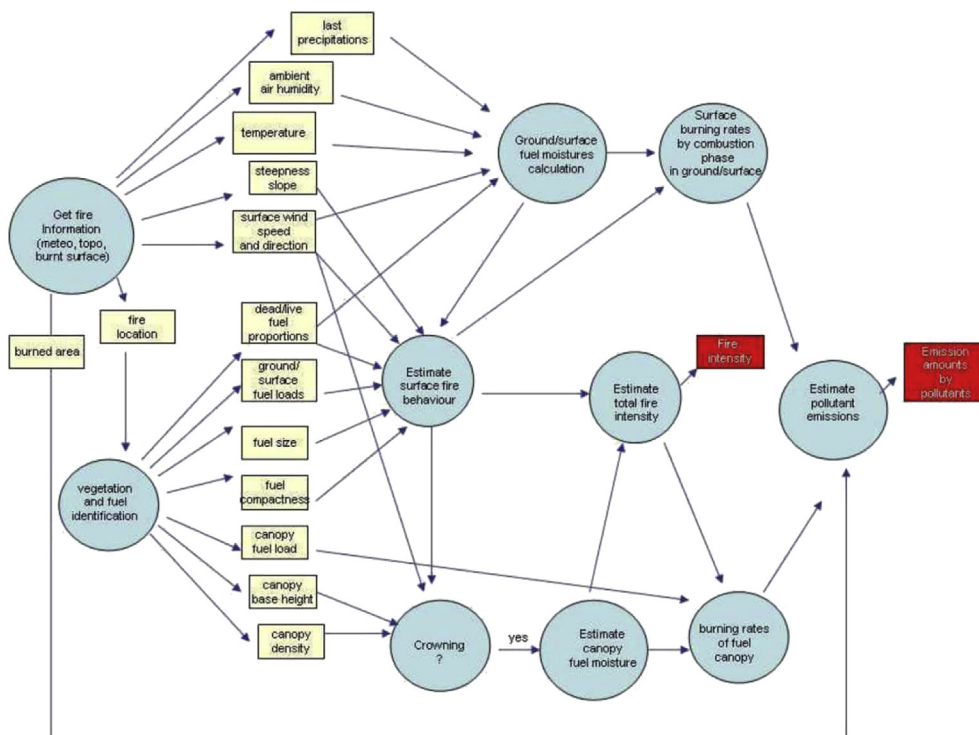 last
precipitations
ambient
air humidity
temperature
steepness
slope
surface wind
speed
and direction
Get fire
Information
(meteo, topo,
burnt surface)
fire
location
burned area
dead/live
fuel
proportions
ground/
surface
fuel loads
fuel size
fuel
compactness
canopy
fuel load
canopy
base height
canopy
density
vegetation
and fuel
identification
Ground/surface
fuel moistures
calculation
Surface
burning rates
by combustion
phase
in ground/surface
Estimate
surface fire
behaviour
Estimate
total fire
intensity
Fire
intensity
Estimate
pollutant
emissions
Emission
amounts
by
pollutants
Crowning
?
yes
Estimate
canopy
fuel moisture
burning rates
of fuel
canopy